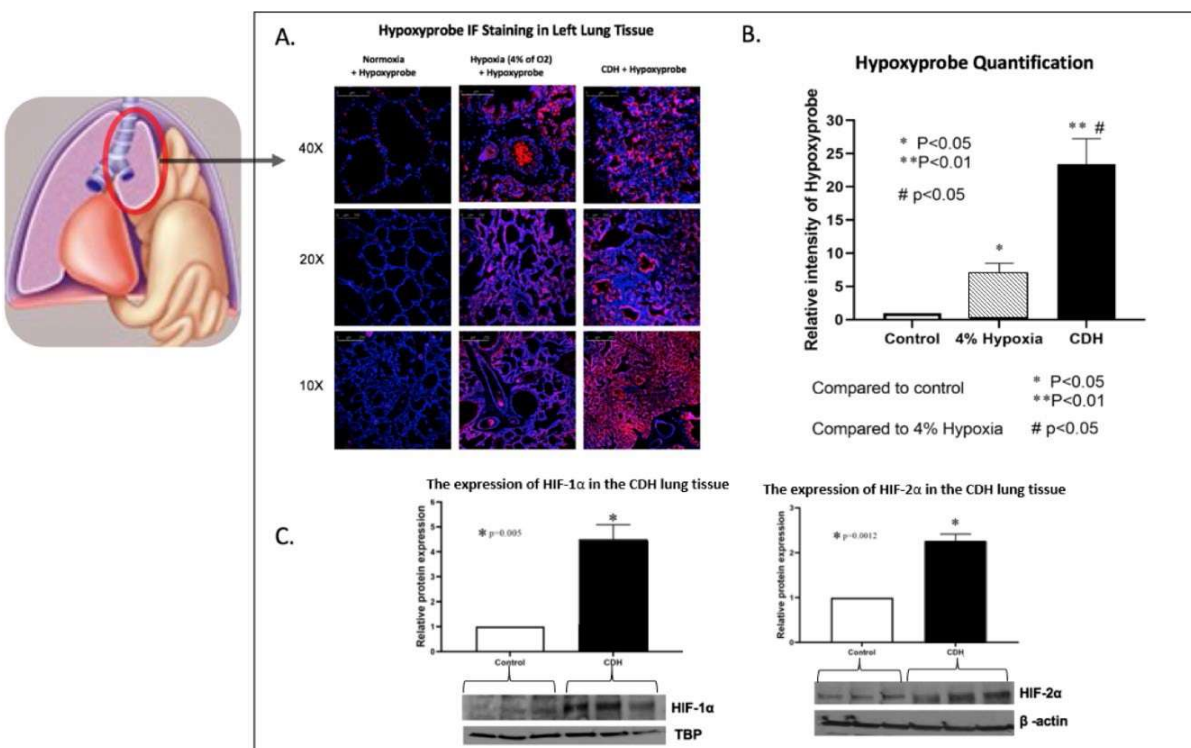 A.
Hypoxyprobe IF Staining in Left Lung Tissue
Normoxia
+ Hypoxyprobe
Hypoxia (4% of O2)
+ Hypoxyprobe
CDH + Hypoxyprobe
40X
20X
10X
B.
Hypoxyprobe Quantification
Relative intensity of Hypoxyprobe
30
25
20
15
10
5
0
* P<0.05
**P<0.01
# p<0.05
*
** #
Control
4% Hypoxia
CDH
Compared to control
* P<0.05
**P<0.01
Compared to 4% Hypoxia # p<0.05
C.
The expression of HIF-1α in the CDH lung tissue
Relative protein expression
6
5
4
3
2
1
0
* p=0.005
*
Control
CDH
HIF-1α
TBP
The expression of HIF-2α in the CDH lung tissue
Relative protein expression
3
2
1
0
* p=0.0012
*
Control
CDH
HIF-2α
β -actin